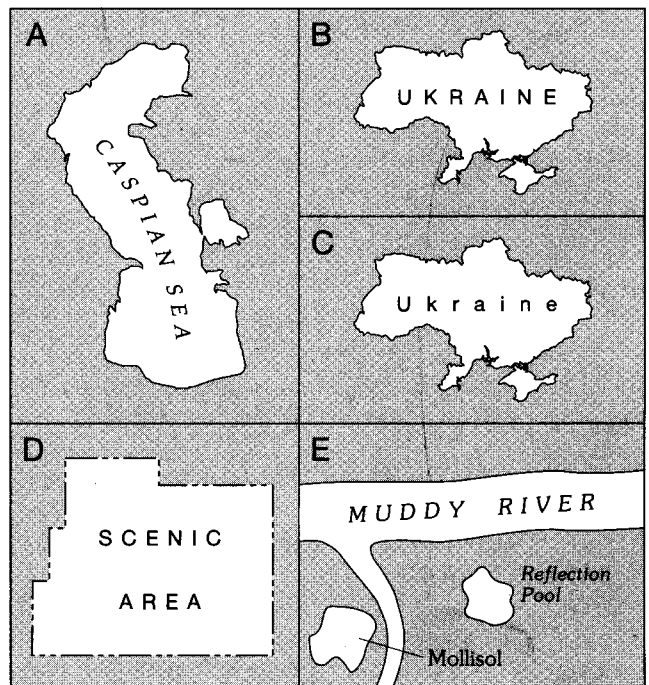 A
CASPIAN SEA
B
UKRAINE
C
Ukraine
D
SCENIC
AREA
E
MUDDY RIVER
Reflection
Pool
Mollisol